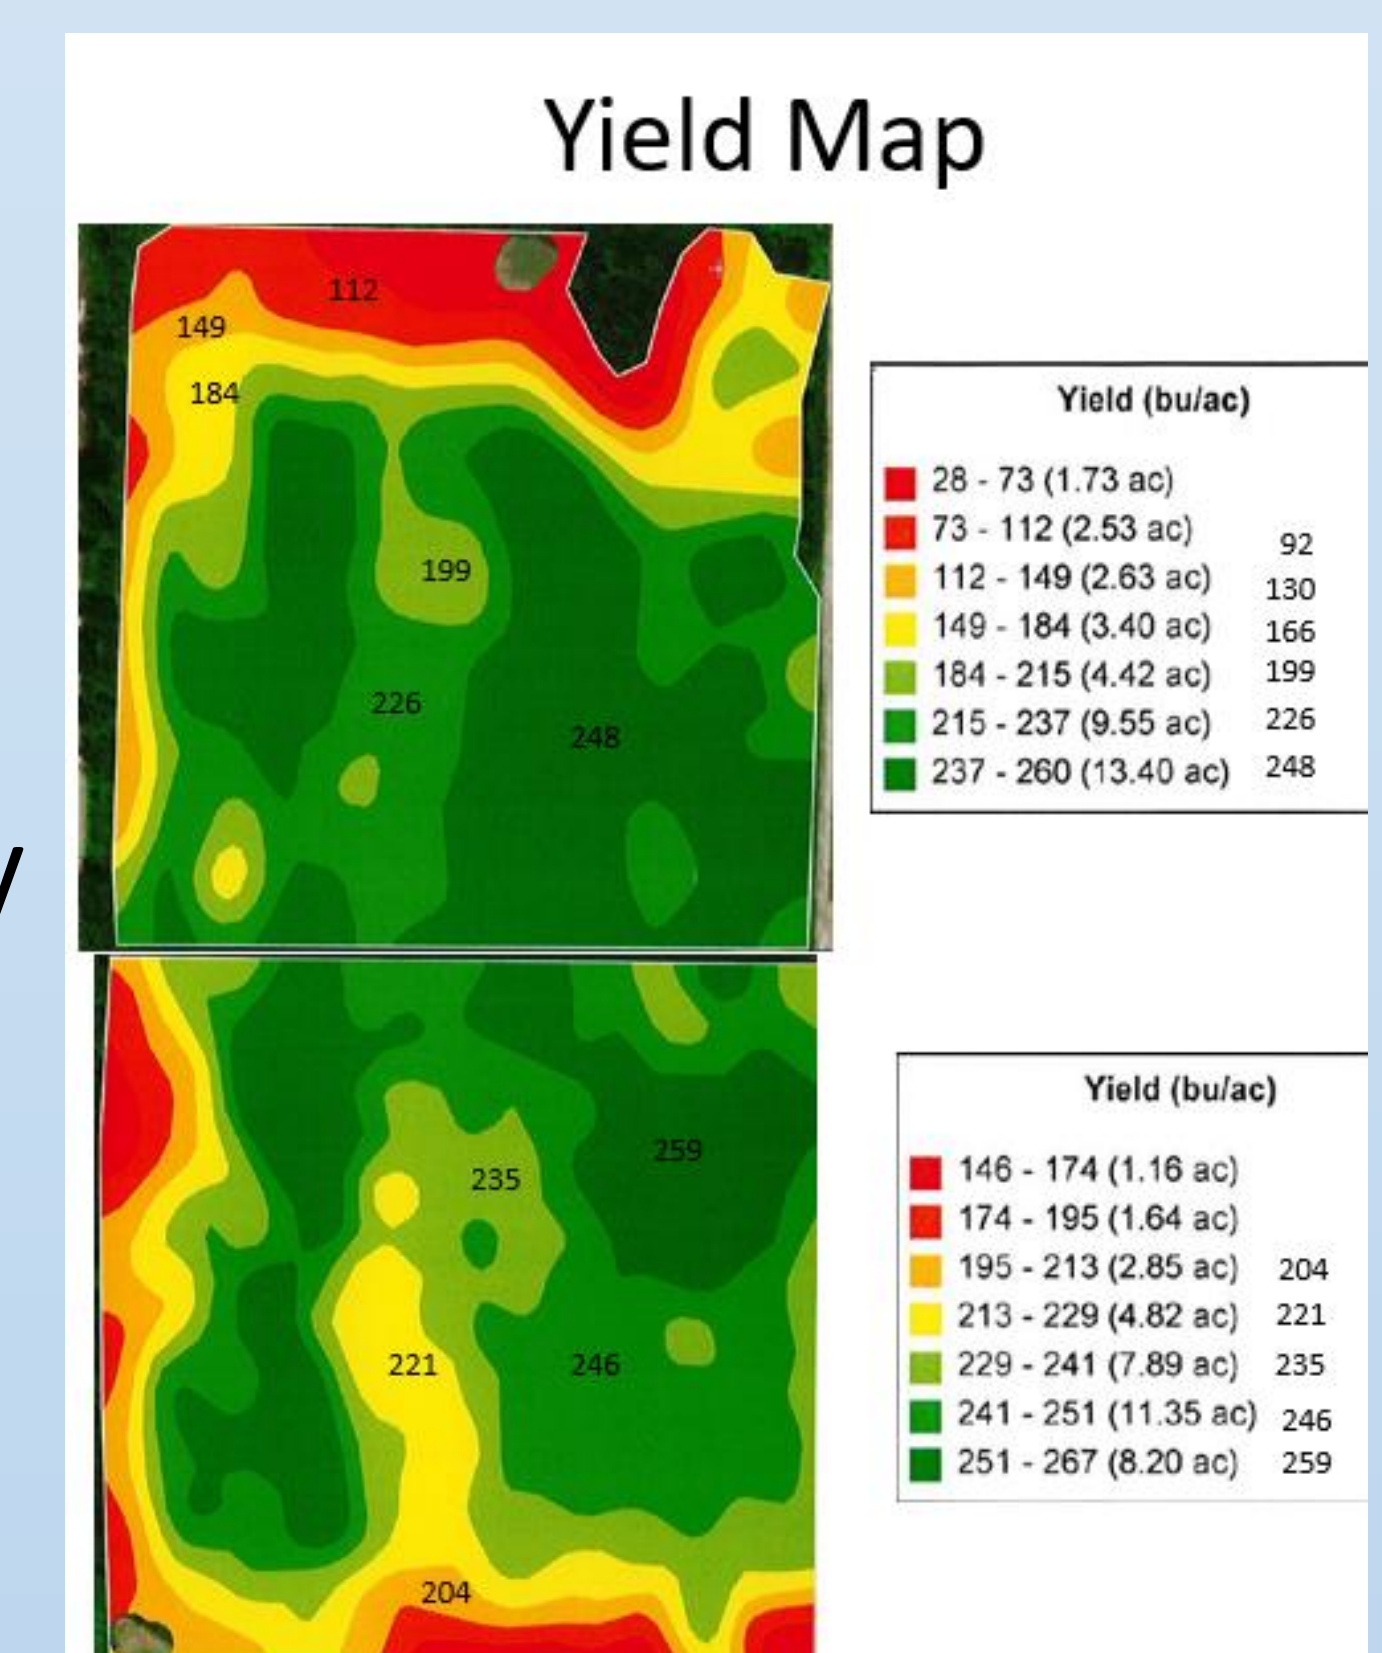 Yield Map
112
149
184
199
226
248
Yield (bu/ac)
28 - 73 (1.73 ac)
73 - 112 (2.53 ac) 92
112 - 149 (2.63 ac) 130
149 - 184 (3.40 ac) 166
184 - 215 (4.42 ac) 199
215 - 237 (9.55 ac) 226
237 - 260 (13.40 ac) 248
259
235
221
246
204
Yield (bu/ac)
146 - 174 (1.16 ac)
174 - 195 (1.64 ac)
195 - 213 (2.85 ac) 204
213 - 229 (4.82 ac) 221
229 - 241 (7.89 ac) 235
241 - 251 (11.35 ac) 246
251 - 267 (8.20 ac) 259